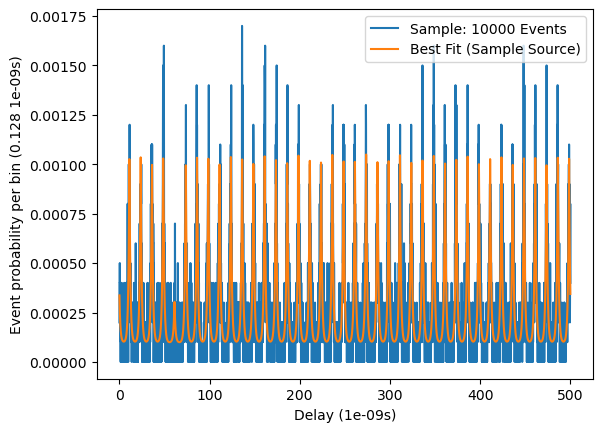 Sample: 10000 Events
Best Fit (Sample Source)
Event probability per bin (0.128 1e-09s)
0.00175
0.00150
0.00125
0.00100
0.00075
0.00050
0.00025
0.00000
0 100 200 300 400 500
Delay (1e-09s)